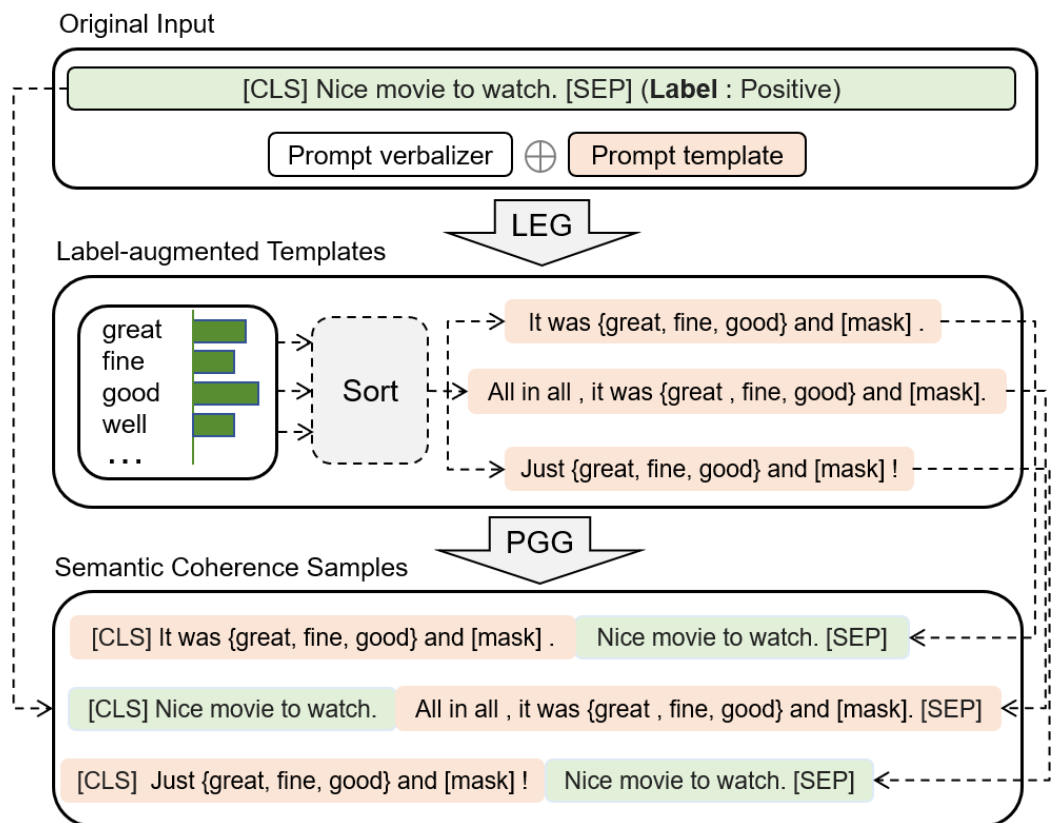 Original Input
[CLS] Nice movie to watch. [SEP] (Label : Positive)
Prompt verbalizer ⊕ Prompt template
LEG
Label-augmented Templates
great
fine
good
well
...
Sort
It was {great, fine, good} and [mask] .
All in all , it was {great , fine, good} and [mask].
Just {great, fine, good} and [mask] !
PGG
Semantic Coherence Samples
[CLS] It was {great, fine, good} and [mask] . Nice movie to watch. [SEP]
[CLS] Nice movie to watch. All in all , it was {great , fine, good} and [mask]. [SEP]
[CLS] Just {great, fine, good} and [mask] ! Nice movie to watch. [SEP]